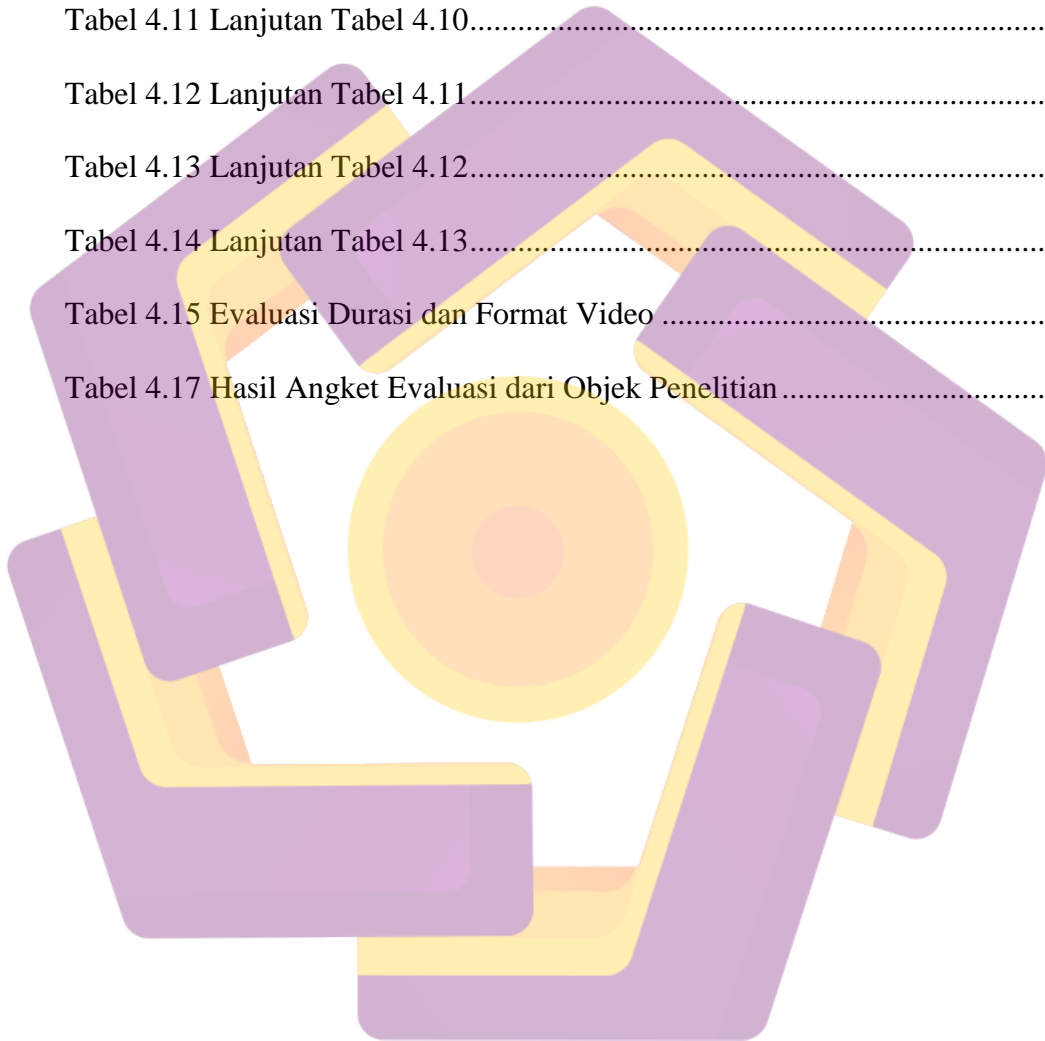 Tabel 4.11 Lanjutan Tabel 4.10......................................................................
Tabel 4.12 Lanjutan Tabel 4.11......................................................................
Tabel 4.13 Lanjutan Tabel 4.12......................................................................
Tabel 4.14 Lanjutan Tabel 4.13......................................................................
Tabel 4.15 Evaluasi Durasi dan Format Video ..............................................
Tabel 4.17 Hasil Angket Evaluasi dari Objek Penelitian ................................